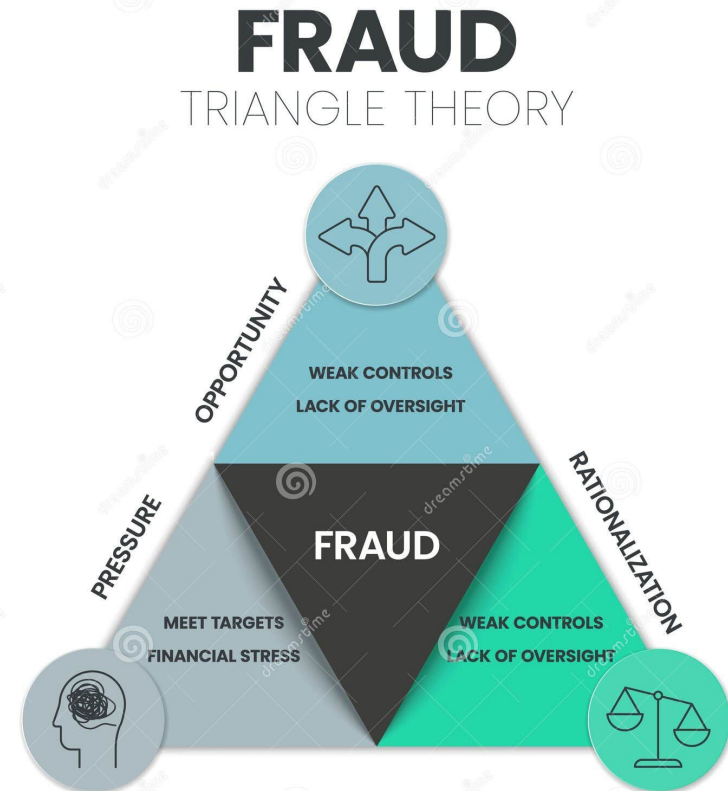 FRAUD
TRIANGLE THEORY
OPPORTUNITY
WEAK CONTROLS
LACK OF OVERSIGHT
PRESSURE
FRAUD
RATIONALIZATION
MEET TARGETS
FINANCIAL STRESS
WEAK CONTROLS
LACK OF OVERSIGHT
dreamstime